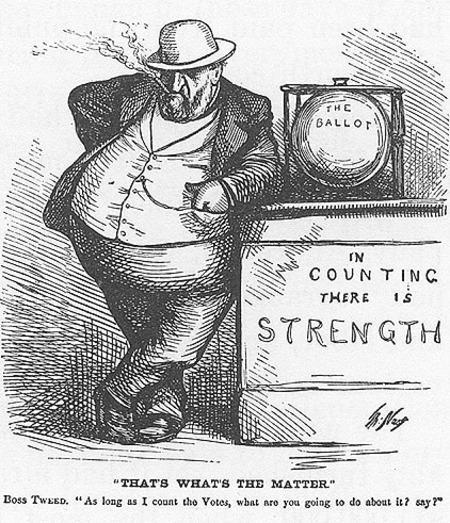 THE
BALLOT
IN
COUNTING
THERE IS
STRENGTH
Th: Nast
"THAT'S WHAT'S THE MATTER."
BOSS TWEED. "As long as I count the Votes, what are you going to do about it? say?"